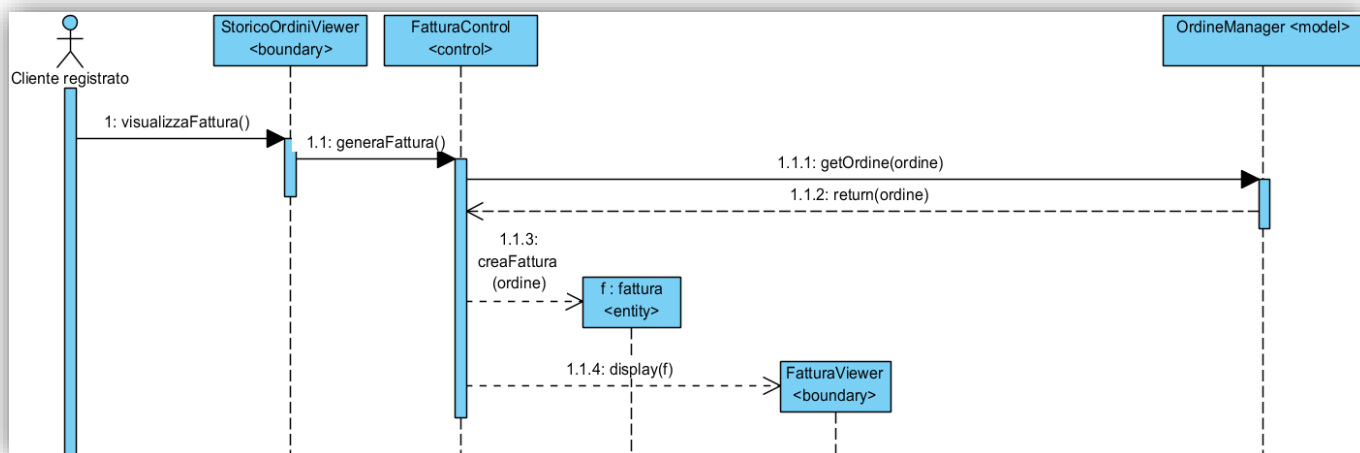 StoricoOrdiniViewer
<boundary>
FatturaControl
<control>
OrdineManager <model>
Cliente registrato
1: visualizzaFattura()
1.1: generaFattura()
1.1.1: getOrdine(ordine)
1.1.2: return(ordine)
1.1.3:
creaFattura
(ordine)
f : fattura
<entity>
1.1.4: display(f)
FatturaViewer
<boundary>